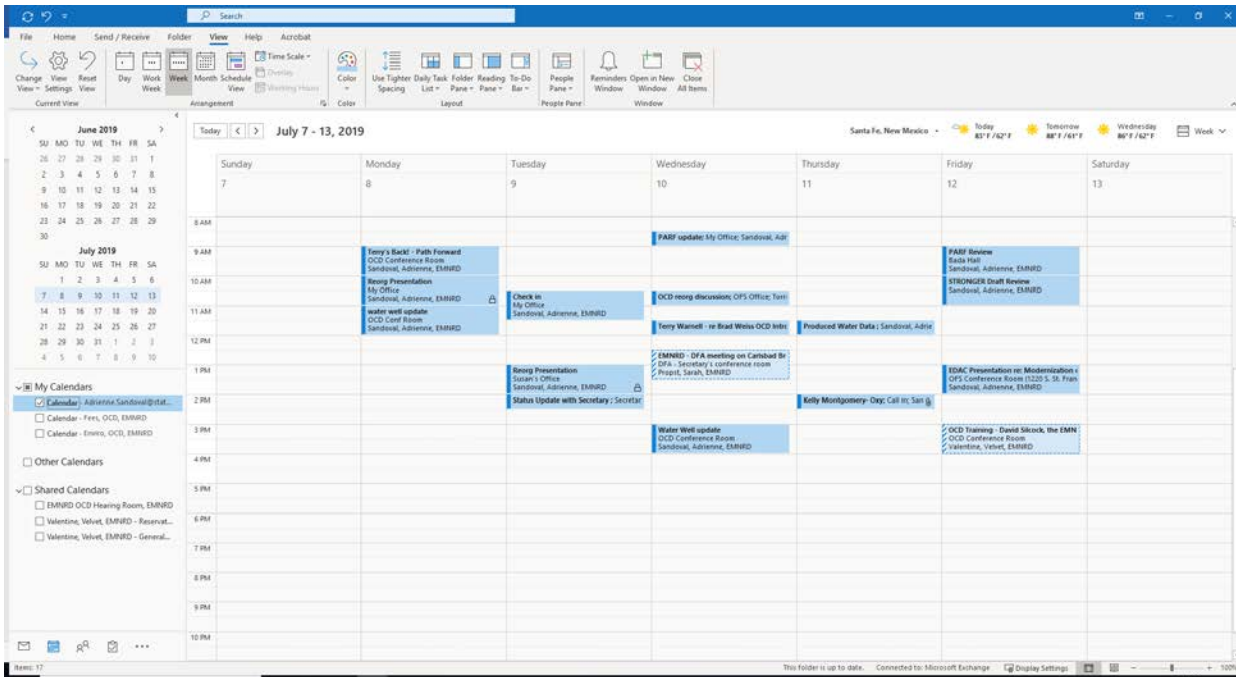 Search
File Home Send / Receive Folder View Help Acrobat
Change View View Settings Reset View
Day Work Week Week Month Schedule View
Time Scale
Overlay
Working Hours
Color
Use Tighter Spacing Daily Task List Folder Pane Reading Pane To-Do Bar
People Pane
Reminders Window Open in New Window Close All Items
Current View Arrangement Color Layout People Pane Window
June 2019
SU MO TU WE TH FR SA
26 27 28 29 30 31 1
2 3 4 5 6 7 8
9 10 11 12 13 14 15
16 17 18 19 20 21 22
23 24 25 26 27 28 29
30
July 2019
SU MO TU WE TH FR SA
1 2 3 4 5 6
7 8 9 10 11 12 13
14 15 16 17 18 19 20
21 22 23 24 25 26 27
28 29 30 31 1 2 3
4 5 6 7 8 9 10
My Calendars
Calendar - Adrienne.Sandoval@stat...
Calendar - Fees, OCD, EMNRD
Calendar - Enviro, OCD, EMNRD
Other Calendars
Shared Calendars
EMNRD OCD Hearing Room, EMNRD
Valentine, Velvet, EMNRD - Reservat...
Valentine, Velvet, EMNRD - General...
Items: 17
Today July 7 - 13, 2019
Santa Fe, New Mexico
Today
83° F / 62° F
Tomorrow
88° F / 61° F
Wednesday
86° F / 62° F
Week
Sunday Monday Tuesday Wednesday Thursday Friday Saturday
7 8 9 10 11 12 13
8 AM
9 AM
10 AM
11 AM
12 PM
1 PM
2 PM
3 PM
4 PM
5 PM
6 PM
7 PM
8 PM
9 PM
10 PM
Terry's Back! - Path Forward
OCD Conference Room
Sandoval, Adrienne, EMNRD
Reorg Presentation
My Office
Sandoval, Adrienne, EMNRD
water well update
OCD Conf Room
Sandoval, Adrienne, EMNRD
Check in
My Office
Sandoval, Adrienne, EMNRD
Reorg Presentation
Susan's Office
Sandoval, Adrienne, EMNRD
Status Update with Secretary ; Secretar
PARF update; My Office; Sandoval, Adr
OCD reorg discussion; OFS Office; Torr
Terry Warnell - re Brad Weiss OCD Intr
EMNRD - DFA meeting on Carlsbad Br
DFA - Secretary's conference room
Propst, Sarah, EMNRD
Water Well update
OCD Conference Room
Sandoval, Adrienne, EMNRD
Produced Water Data ; Sandoval, Adrie
Kelly Montgomery- Oxy; Call in; San
PARF Review
Bada Hall
Sandoval, Adrienne, EMNRD
STRONGER Draft Review
Sandoval, Adrienne, EMNRD
EDAC Presentation re: Modernization
OFS Conference Room (1220 S. St. Fran
Sandoval, Adrienne, EMNRD
OCD Training - David Silcock, the EMN
OCD Conference Room
Valentine, Velvet, EMNRD
This folder is up to date. Connected to: Microsoft Exchange Display Settings 100%